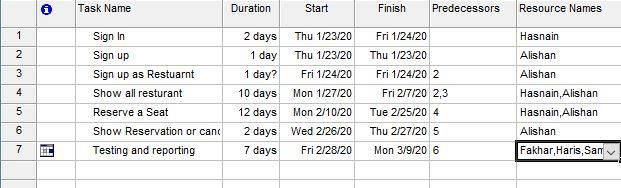 Task Name Duration Start Finish Predecessors Resource Names
1 Sign In 2 days Thu 1/23/20 Fri 1/24/20 Hasnain
2 Sign up 1 day Thu 1/23/20 Thu 1/23/20 Alishan
3 Sign up as Restuarnt 1 day? Fri 1/24/20 Fri 1/24/20 2 Alishan
4 Show all resturant 10 days Mon 1/27/20 Fri 2/7/20 2,3 Hasnain,Alishan
5 Reserve a Seat 12 days Mon 2/10/20 Tue 2/25/20 4 Hasnain,Alishan
6 Show Reservation or canc 2 days Wed 2/26/20 Thu 2/27/20 5 Alishan
7 Testing and reporting 7 days Fri 2/28/20 Mon 3/9/20 6 Fakhar,Haris,Sam